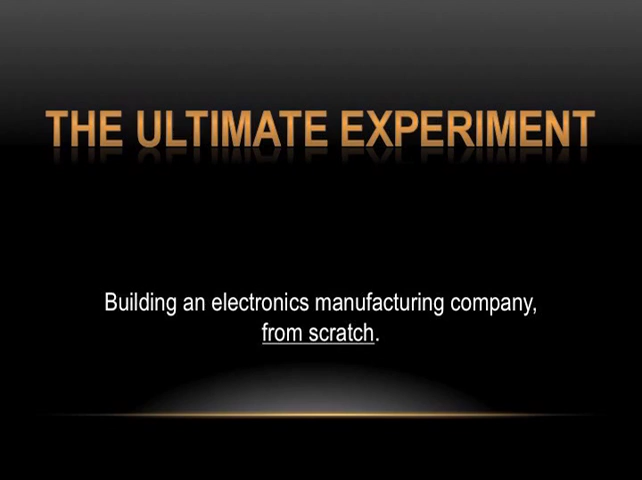 THE ULTIMATE EXPERIMENT
Building an electronics manufacturing company,
from scratch.